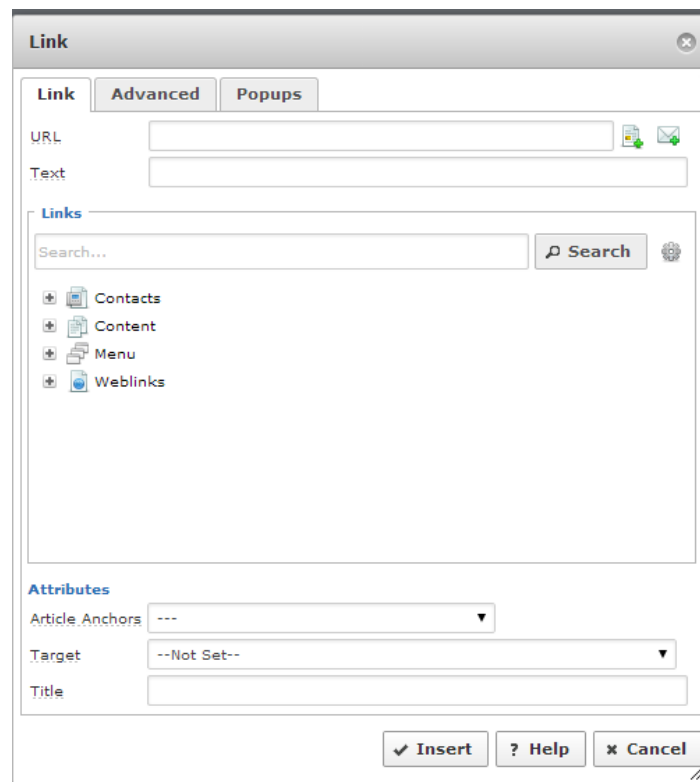 Link
Link Advanced Popups
URL
Text
Links
Search... Search
Contacts
Content
Menu
Weblinks
Attributes
Article Anchors ---
Target --Not Set--
Title
Insert ? Help Cancel